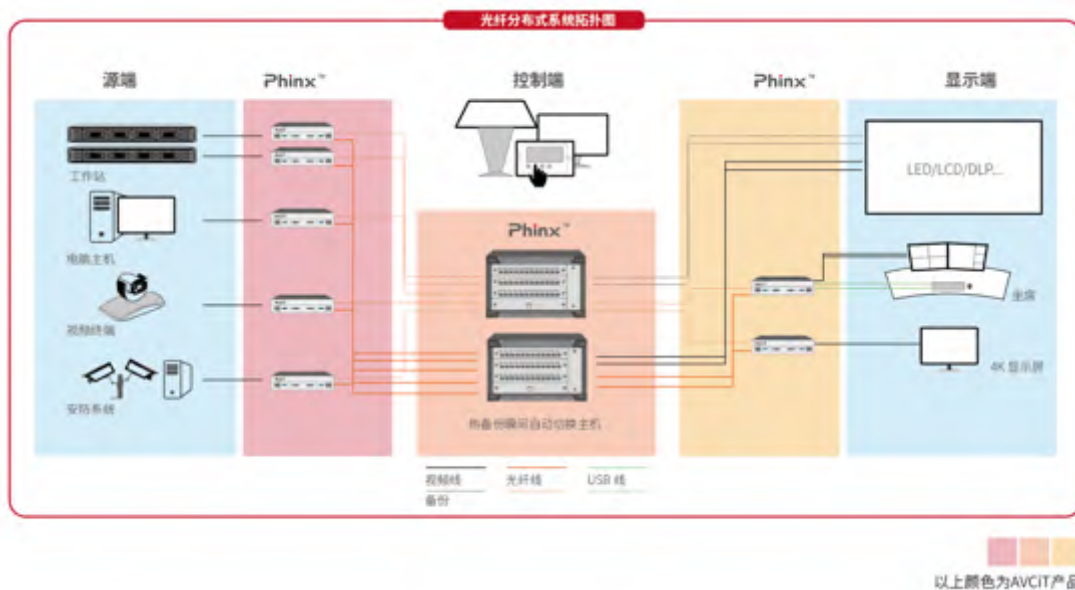 光纤分布式系统拓扑图
源端
Phinx™
控制端
Phinx™
显示端
工作站
电脑主机
视频终端
安防系统
Phinx™
热备份瞬间自动切换主机
LED/LCD/DLP...
坐席
4K 显示屏
视频线
光纤线
USB 线
备份
以上颜色为AVCiT产品